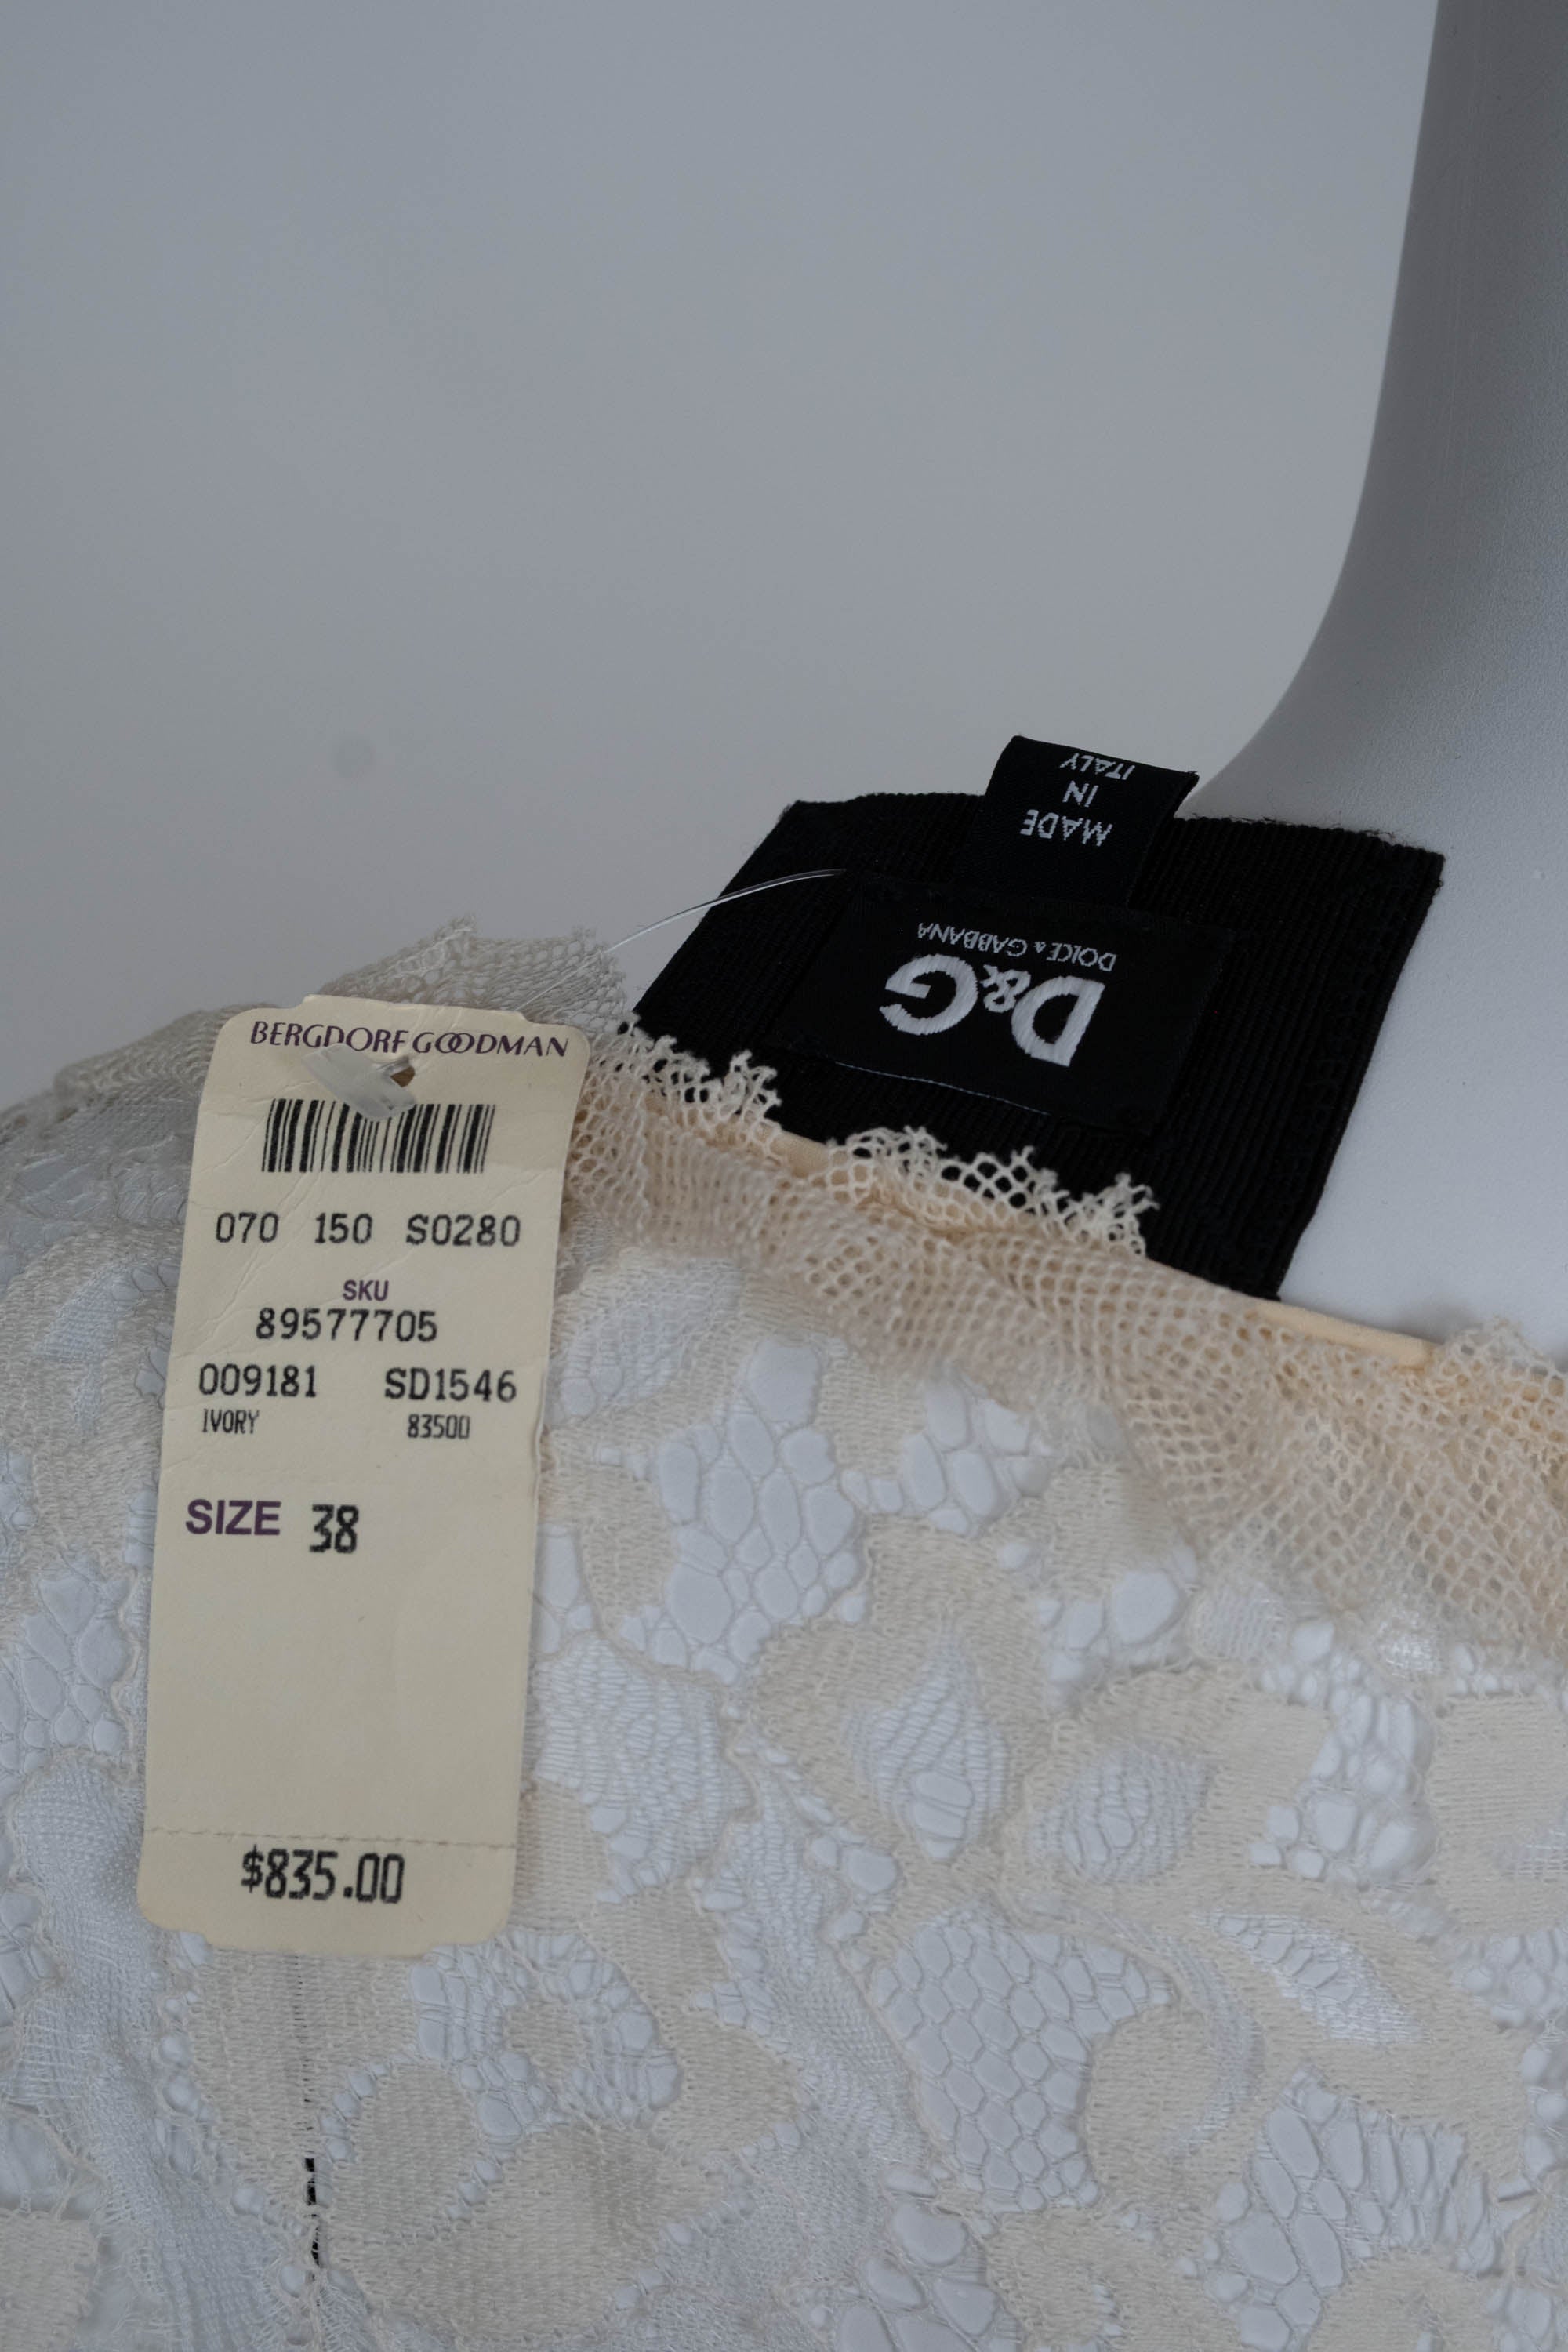 BERGDORF GOODMAN
070 150 S0280
SKU
89577705
009181 SD1546
IVORY 83500
SIZE 38
$835.00
D&G
DOLCE & GABBANA
MADE
IN
ITALY